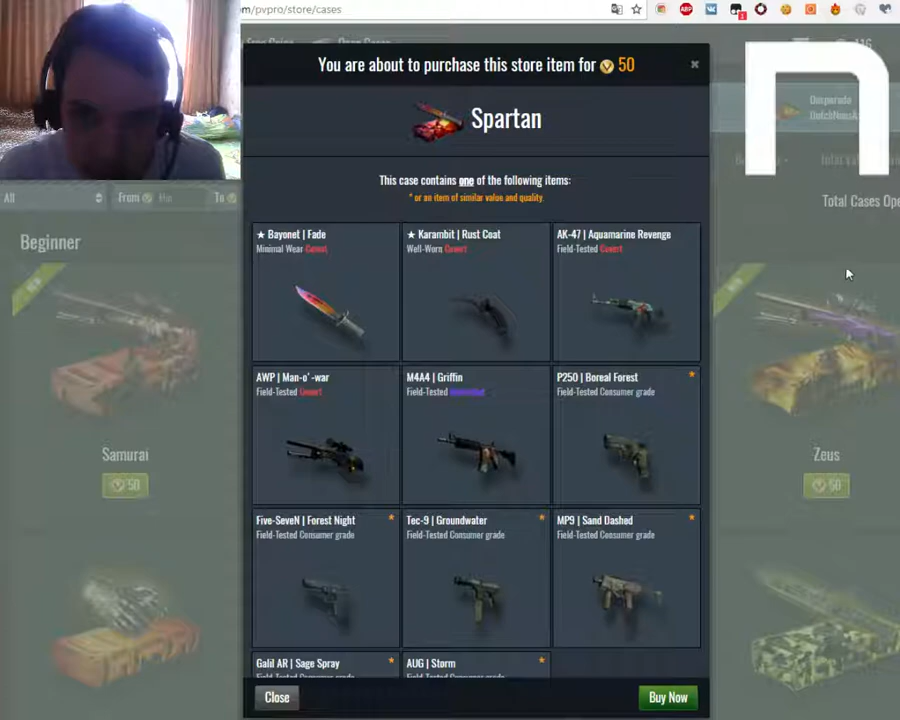 om/pvpro/store/cases
You are about to purchase this store item for 50
Spartan
This case contains one of the following items:
* or an item of similar value and quality.
All
From
Min
To
Beginner
Total Cases Ope
★ Bayonet | Fade
Minimal Wear Covert
★ Karambit | Rust Coat
Well-Worn Covert
AK-47 | Aquamarine Revenge
Field-Tested Covert
AWP | Man-o'-war
Field-Tested Covert
M4A4 | Griffin
Field-Tested
P250 | Boreal Forest *
Field-Tested Consumer grade
Samurai
50
Zeus
50
Five-SeveN | Forest Night *
Field-Tested Consumer grade
Tec-9 | Groundwater *
Field-Tested Consumer grade
MP9 | Sand Dashed *
Field-Tested Consumer grade
Galil AR | Sage Spray *
AUG | Storm *
Close
Buy Now